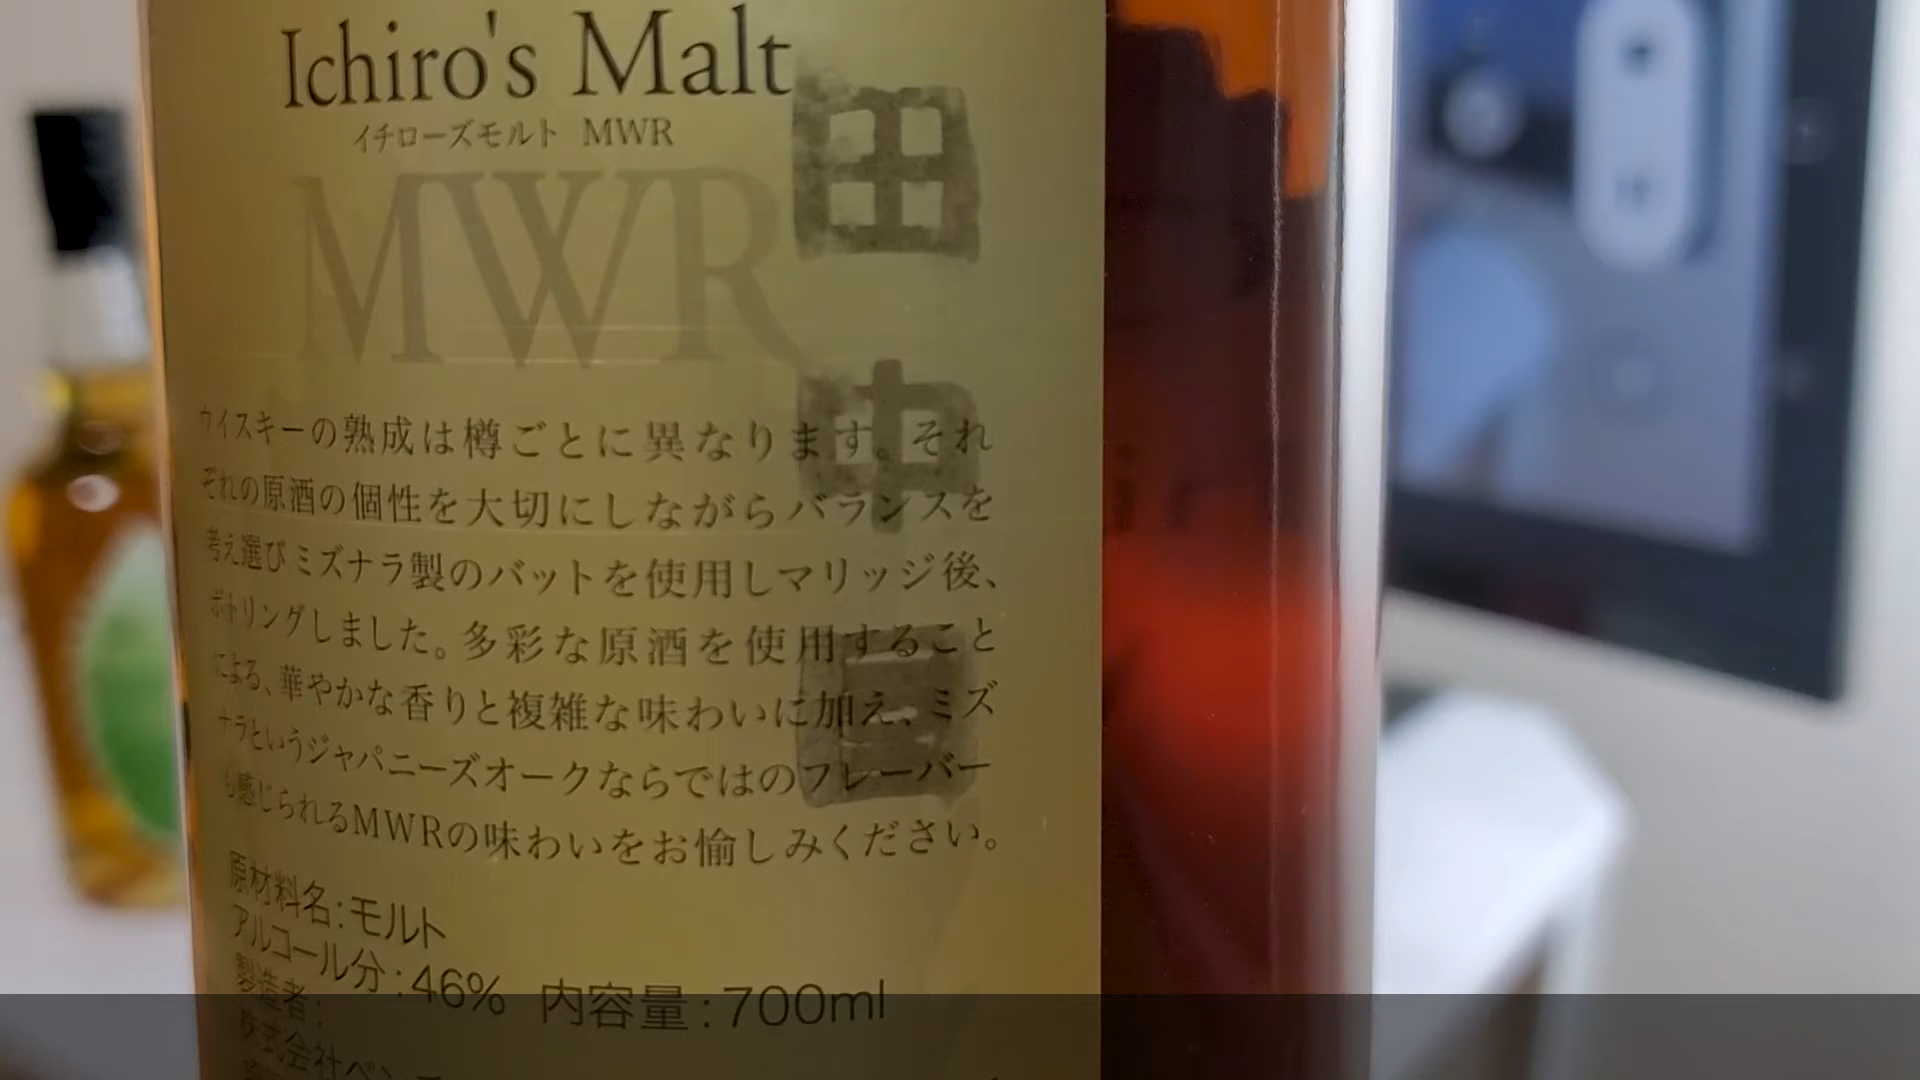 Ichiro's Malt
イチローズモルト MWR
MWR
田中
ウイスキーの熟成は樽ごとに異なります。それ
ぞれの原酒の個性を大切にしながらバランスを
考え選びミズナラ製のバットを使用しマリッジ後、
ボトリングしました。多彩な原酒を使用すること
による、華やかな香りと複雑な味わいに加え、ミズ
ナラというジャパニーズオークならではのフレーバー
も感じられるMWRの味わいをお愉しみください。
原材料名:モルト
アルコール分:46% 内容量:700ml
製造者:
株式会社ベン